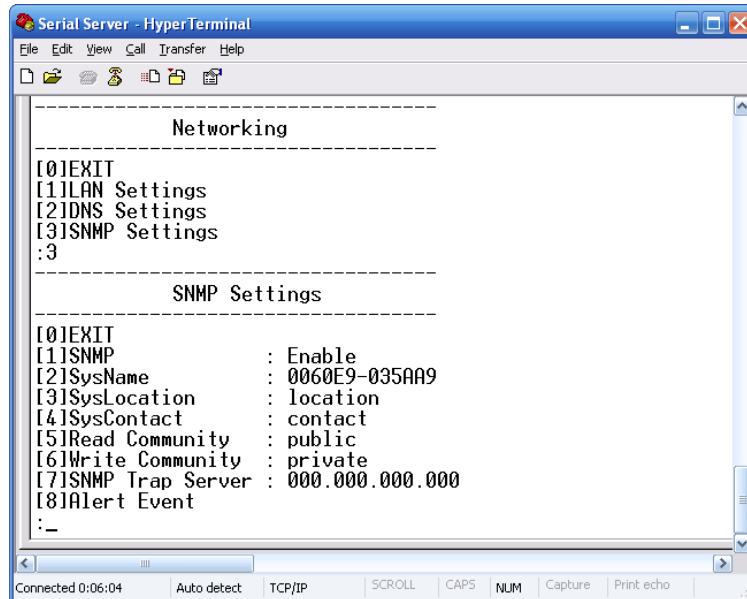 Serial Server - HyperTerminal
File Edit View Call Transfer Help
------------------------------------
Networking
------------------------------------
[0]EXIT
[1]LAN Settings
[2]DNS Settings
[3]SNMP Settings
:3
------------------------------------
SNMP Settings
------------------------------------
[0]EXIT
[1]SNMP : Enable
[2]SysName : 0060E9-035AA9
[3]SysLocation : location
[4]SysContact : contact
[5]Read Community : public
[6]Write Community : private
[7]SNMP Trap Server : 000.000.000.000
[8]Alert Event
:_
Connected 0:06:04 Auto detect TCP/IP SCROLL CAPS NUM Capture Print echo